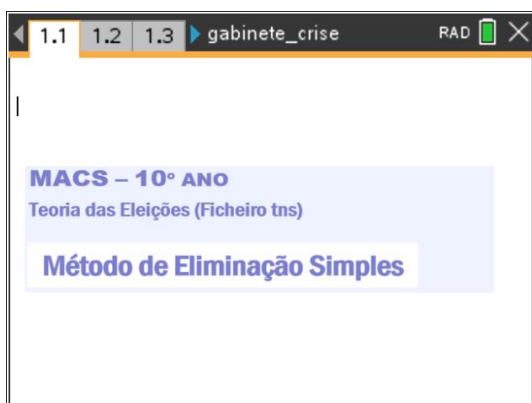 1.1 1.2 1.3 gabinete_crise RAD
MACS – 10º ANO
Teoria das Eleições (Ficheiro tns)
Método de Eliminação Simples